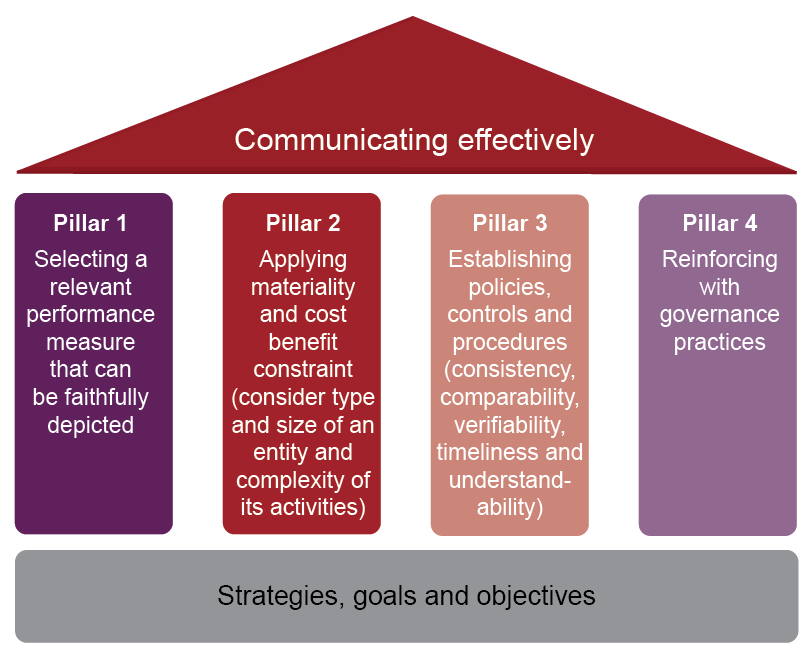 Communicating effectively
Pillar 1
Selecting a
relevant
performance
measure
that can
be faithfully
depicted
Pillar 2
Applying
materiality
and cost
benefit
constraint
(consider type
and size of an
entity and
complexity of
its activities)
Pillar 3
Establishing
policies,
controls and
procedures
(consistency,
comparability,
verifiability,
timeliness and
understand-
ability)
Pillar 4
Reinforcing
with
governance
practices
Strategies, goals and objectives